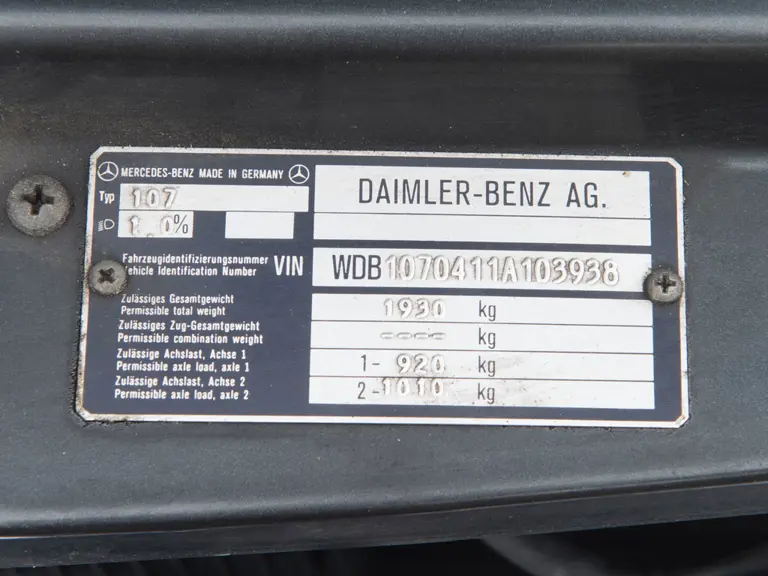 MERCEDES-BENZ MADE IN GERMANY
Typ 107
1.0%
DAIMLER-BENZ AG.
Fahrzeugidentifizierungsnummer
Vehicle Identification Number VIN WDB1070411A103938
Zulässiges Gesamtgewicht
Permissible total weight 1930 kg
Zulässiges Zug-Gesamtgewicht
Permissible combination weight ---- kg
Zulässige Achslast, Achse 1
Permissible axle load, axle 1 1- 920 kg
Zulässige Achslast, Achse 2
Permissible axle load, axle 2 2-1010 kg